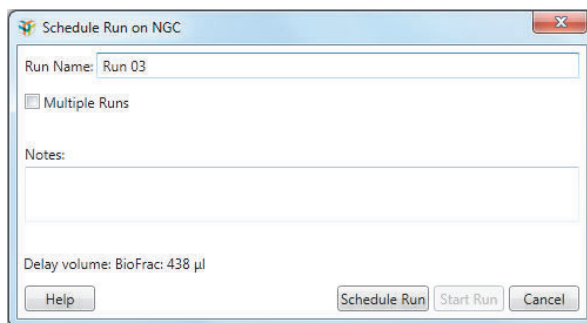 Schedule Run on NGC
Run Name: Run 03
Multiple Runs
Notes:
Delay volume: BioFrac: 438 µl
Help Schedule Run Start Run Cancel